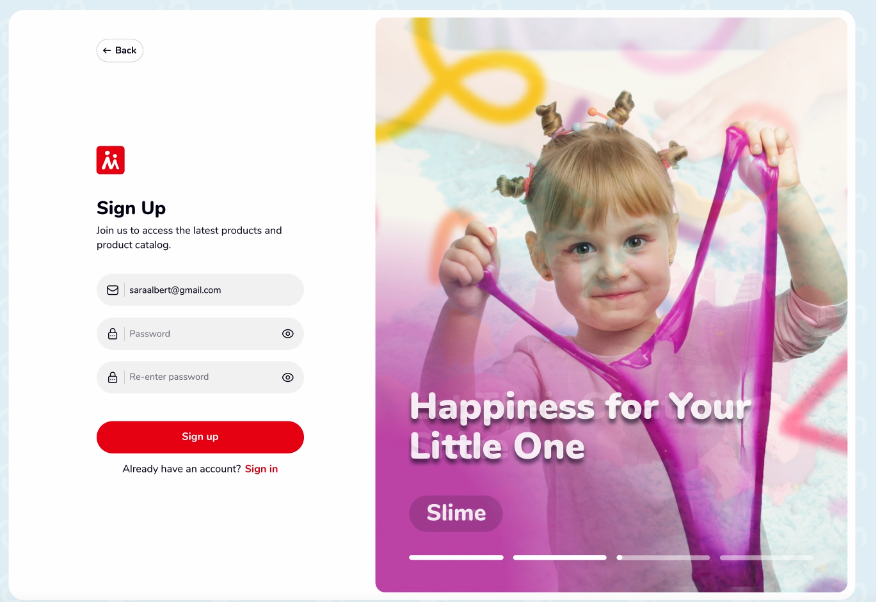 Back
Sign Up
Join us to access the latest products and
product catalog.
saraalbert@gmail.com
Password
Re-enter password
Sign up
Already have an account? Sign in
Happiness for Your
Little One
Slime